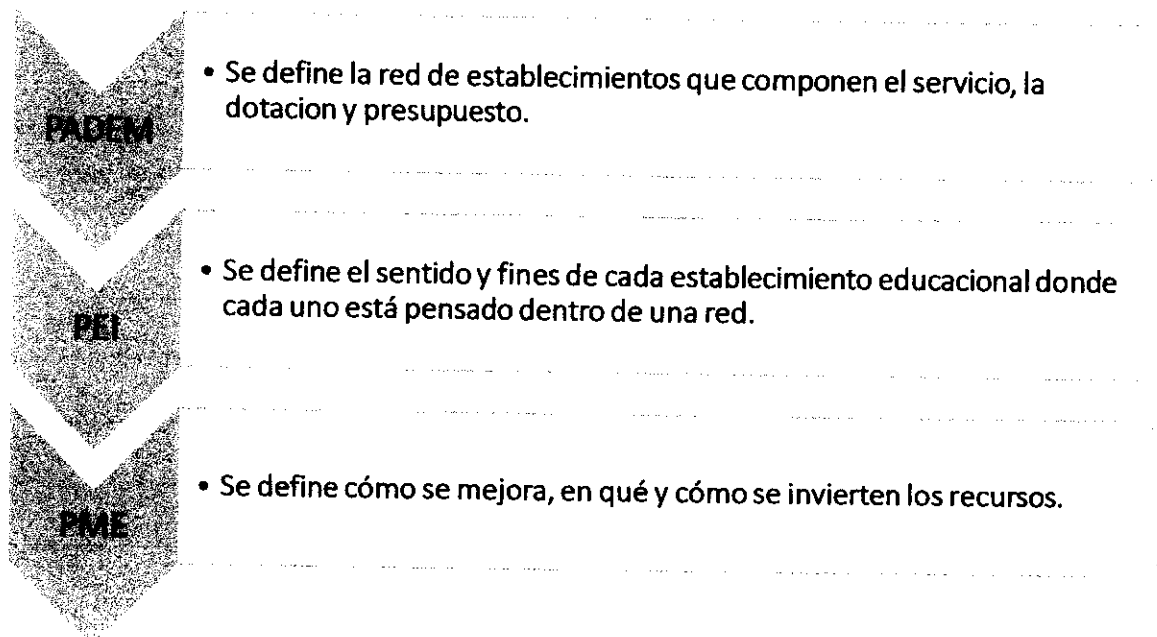 PADEM
• Se define la red de establecimientos que componen el servicio, la
dotacion y presupuesto.
PEI
• Se define el sentido y fines de cada establecimiento educacional donde
cada uno está pensado dentro de una red.
PME
• Se define cómo se mejora, en qué y cómo se invierten los recursos.